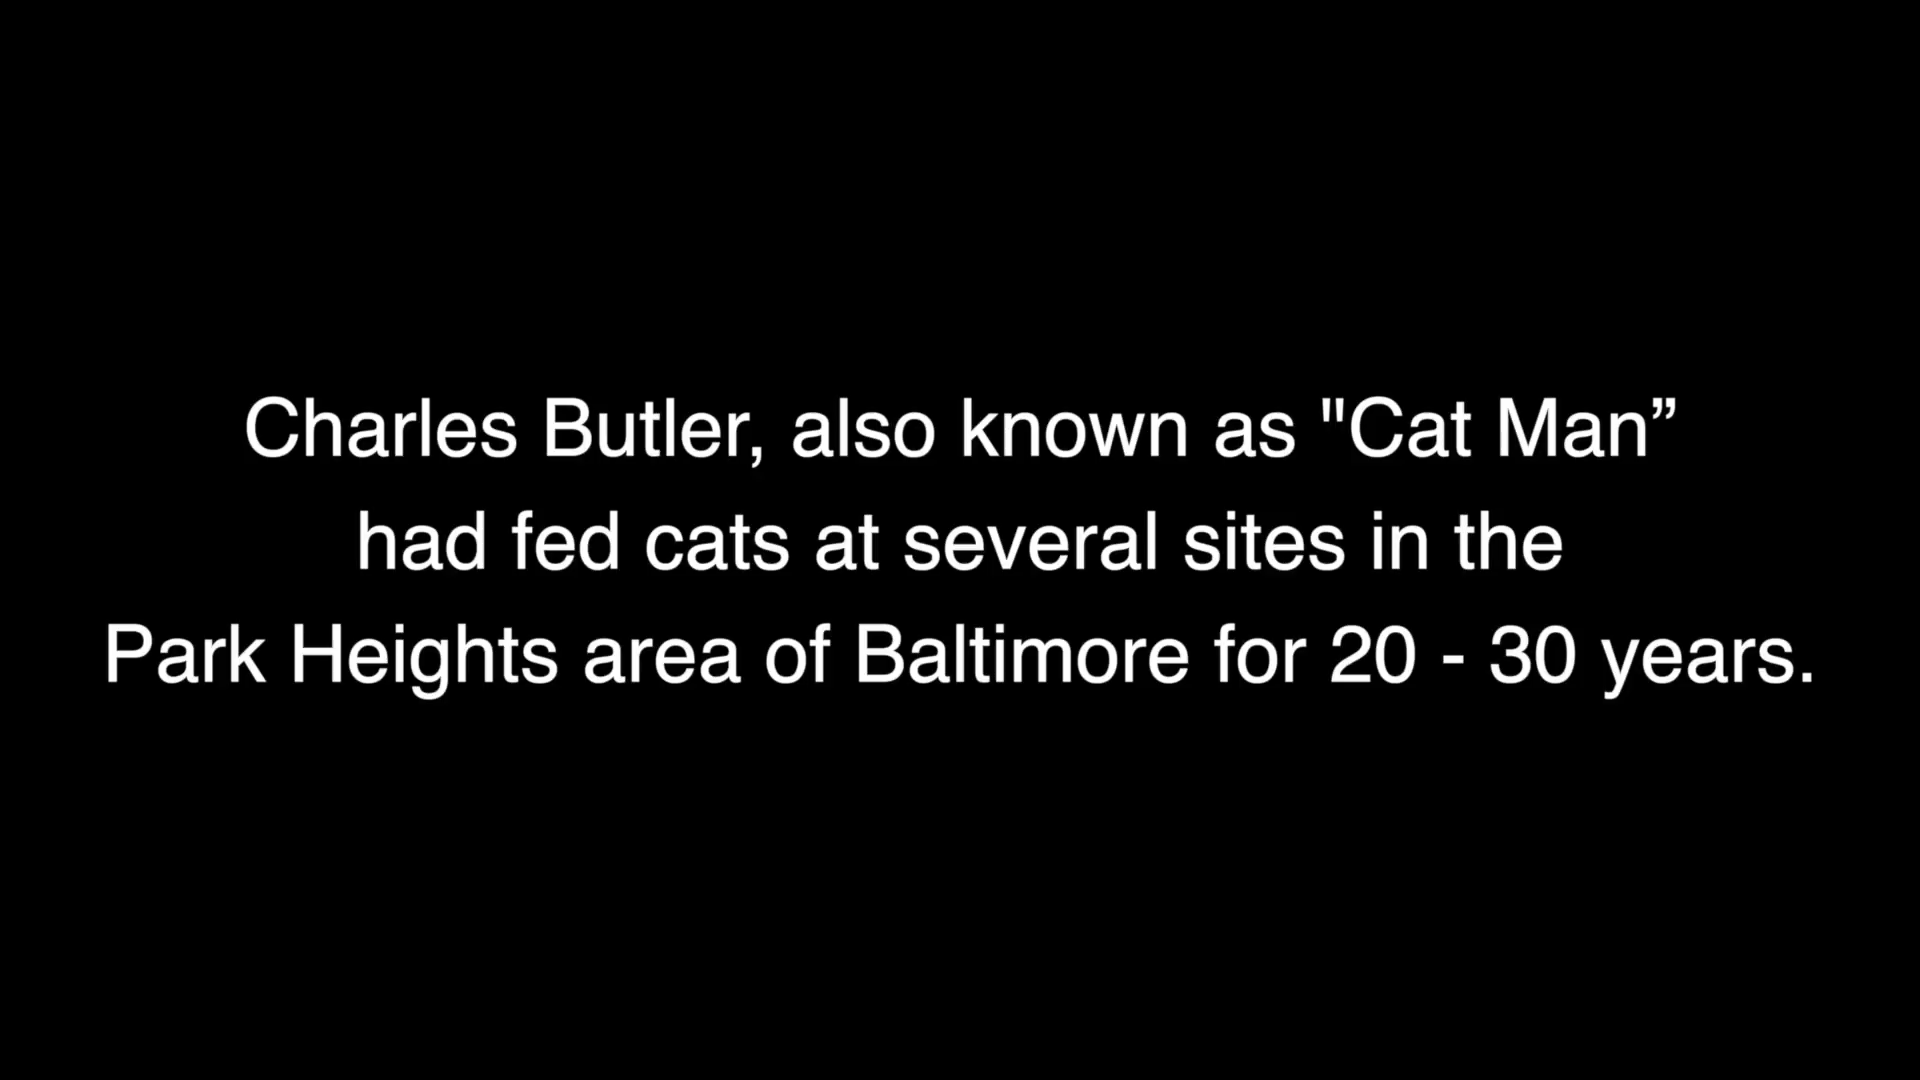 Charles Butler, also known as "Cat Man”
had fed cats at several sites in the
Park Heights area of Baltimore for 20 - 30 years.